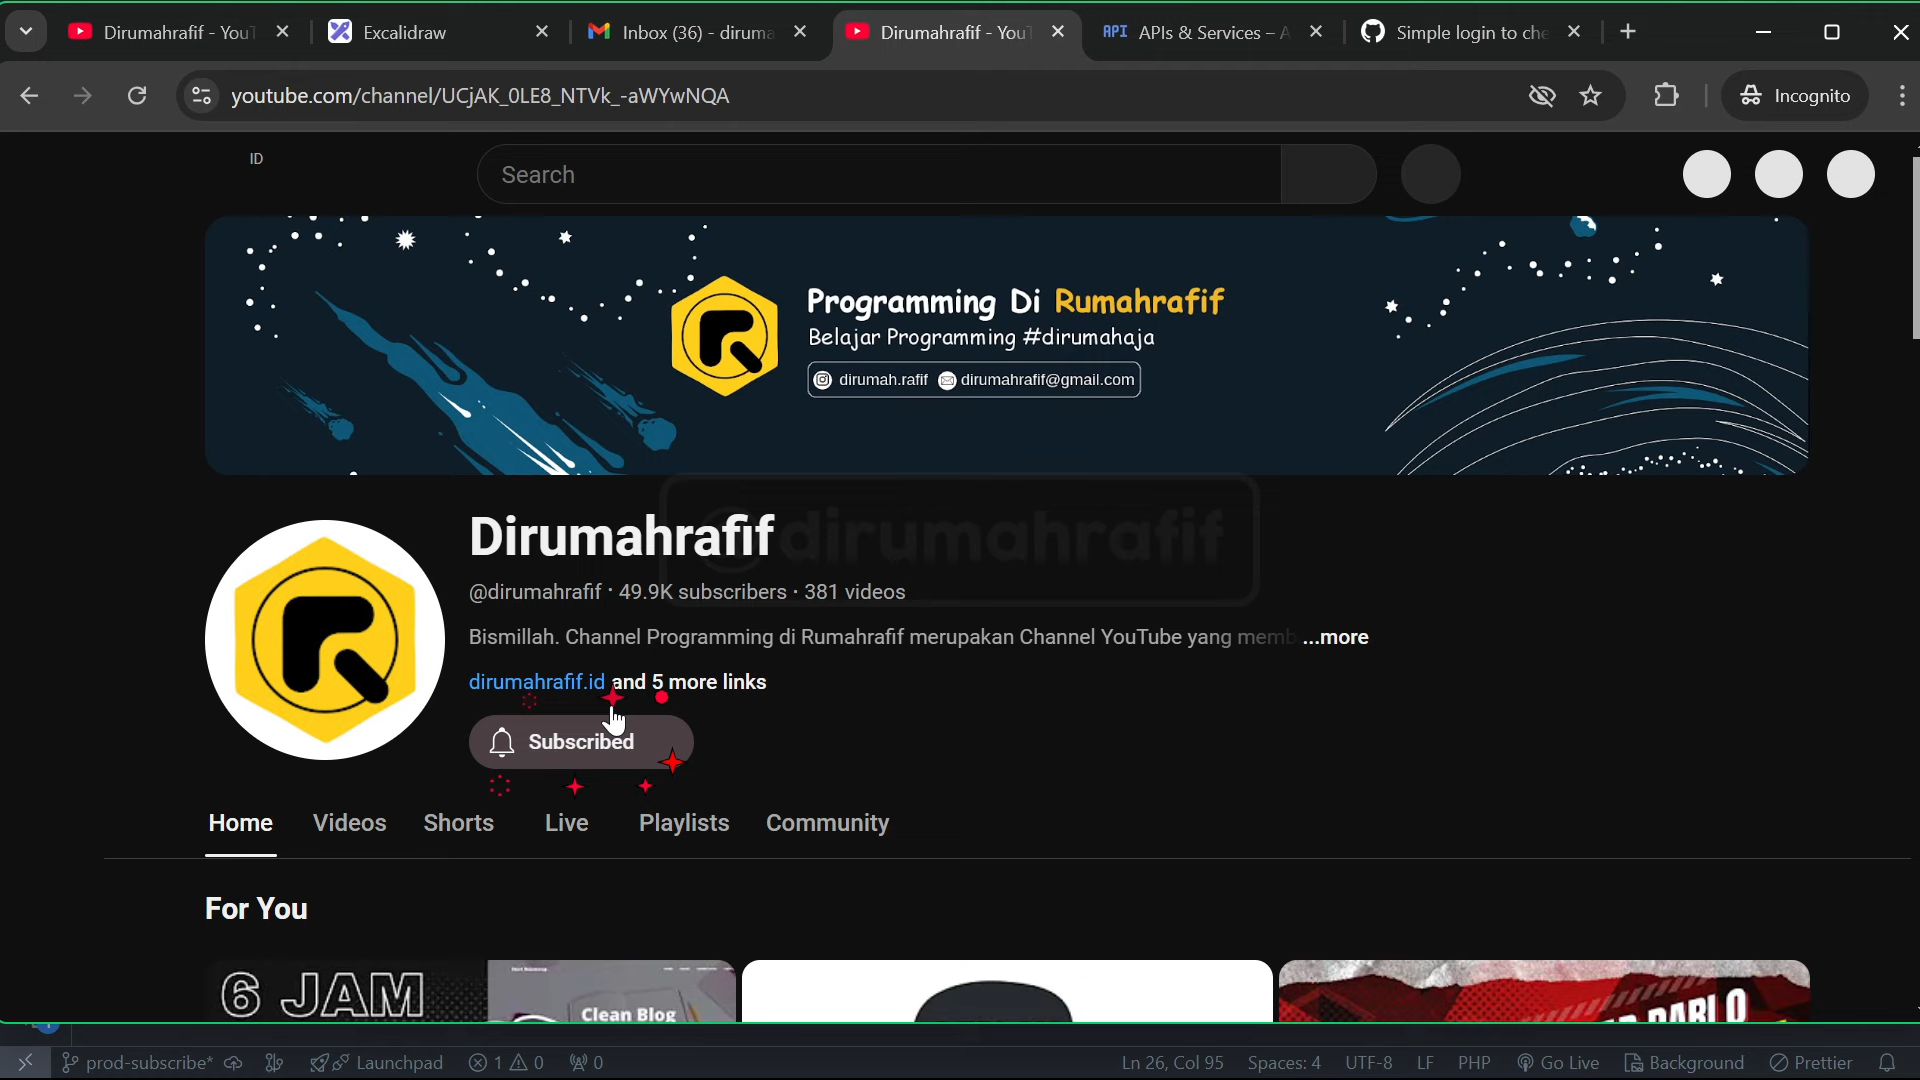 Dirumahrafif - You
Excalidraw
Inbox (36) - diruma
Dirumahrafif - You
API APIs & Services – A
Simple login to che
youtube.com/channel/UCjAK_0LE8_NTVk_-aWYwNQA
Incognito
ID
Search
Programming Di Rumahrafif
Belajar Programming #dirumahaja
dirumah.rafif dirumahrafif@gmail.com
Dirumahrafif
@dirumahrafif
@dirumahrafif · 49.9K subscribers · 381 videos
Bismillah. Channel Programming di Rumahrafif merupakan Channel YouTube yang memb ...more
dirumahrafif.id and 5 more links
Subscribed
Home Videos Shorts Live Playlists Community
For You
6 JAM
Clean Blog
prod-subscribe* Launchpad 1 0 0 Ln 26, Col 95 Spaces: 4 UTF-8 LF PHP Go Live Background Prettier